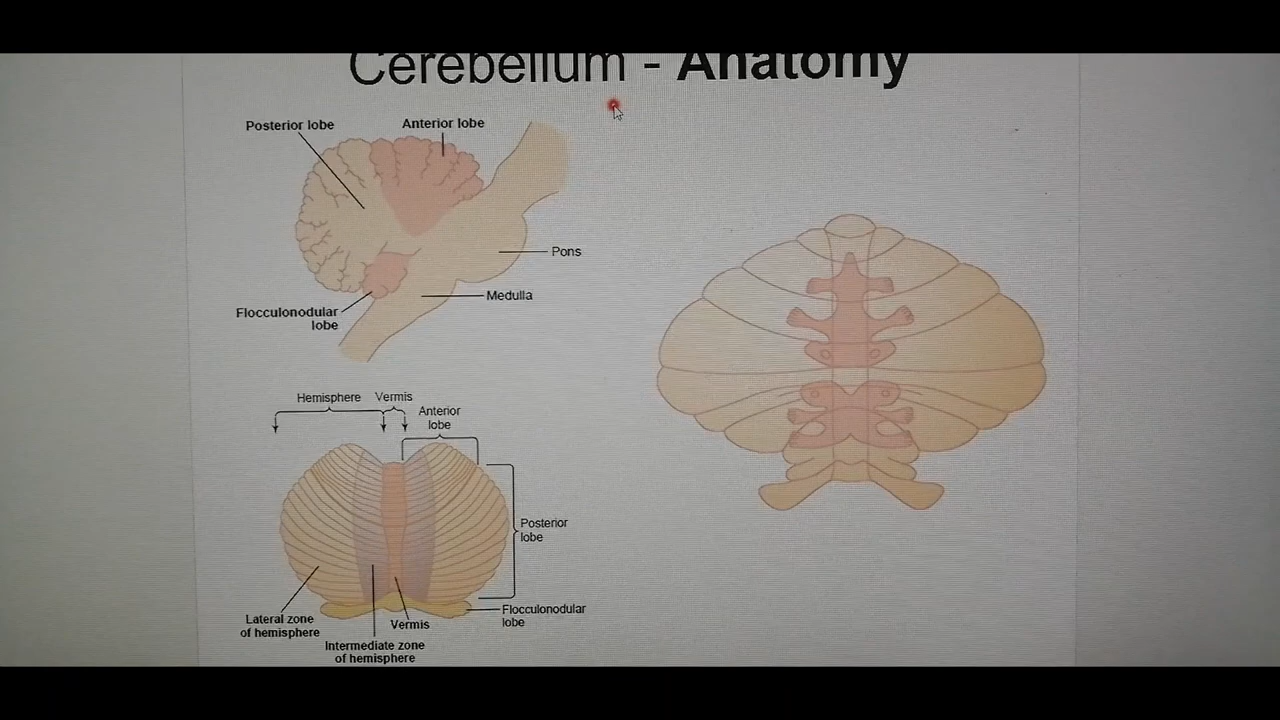 Cerebellum - Anatomy
Posterior lobe
Anterior lobe
Pons
Medulla
Flocculonodular
lobe
Hemisphere
Vermis
Anterior
lobe
Posterior
lobe
Flocculonodular
lobe
Lateral zone
of hemisphere
Vermis
Intermediate zone
of hemisphere